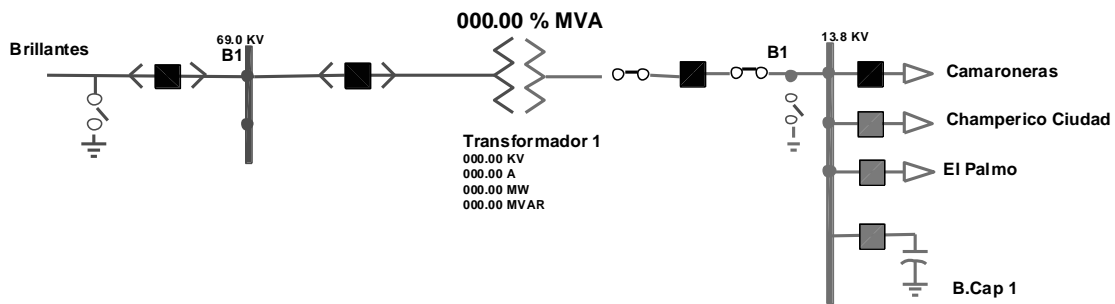 000.00 % MVA
Brillantes
69.0 KV
B1
B1
13.8 KV
Camaroneras
Champerico Ciudad
El Palmo
Transformador 1
000.00 KV
000.00 A
000.00 MW
000.00 MVAR
B.Cap 1